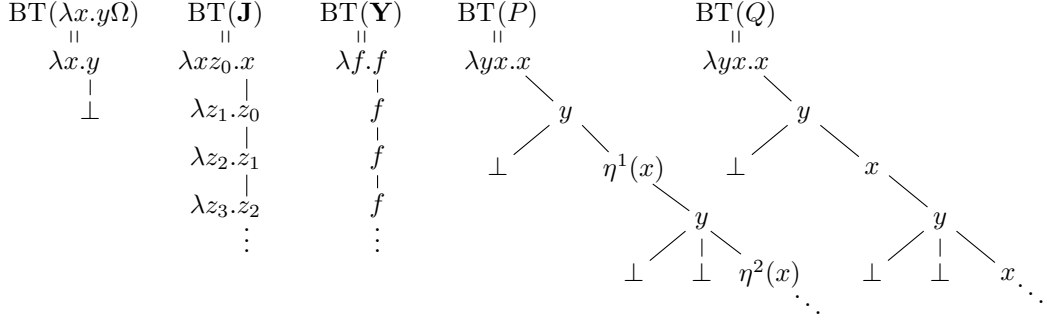 BT(λx.yΩ) BT(𝐉) BT(𝐘) BT(P) BT(Q)
= = = = =
λx.y λxz₀.x λf.f λyx.x λyx.x
⊥ λz₁.z₀ f y y
λz₂.z₁ f ⊥ η¹(x) ⊥ x
λz₃.z₂ f y y
⋮ ⋮ ⊥ ⊥ η²(x) ⊥ ⊥ x
⋱ ⋱